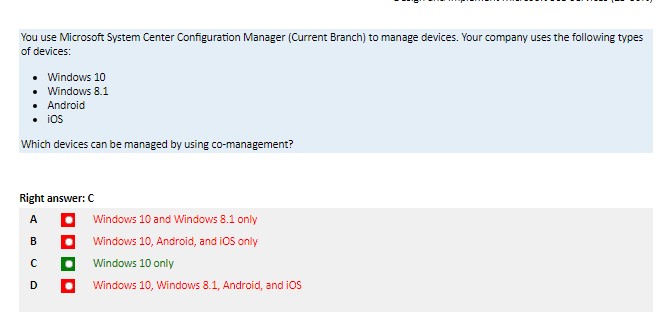 You use Microsoft System Center Configuration Manager (Current Branch) to manage devices. Your company uses the following types
of devices:
• Windows 10
• Windows 8.1
• Android
• iOS
Which devices can be managed by using co-management?
Right answer: C
A Windows 10 and Windows 8.1 only
B Windows 10, Android, and iOS only
C Windows 10 only
D Windows 10, Windows 8.1, Android, and iOS